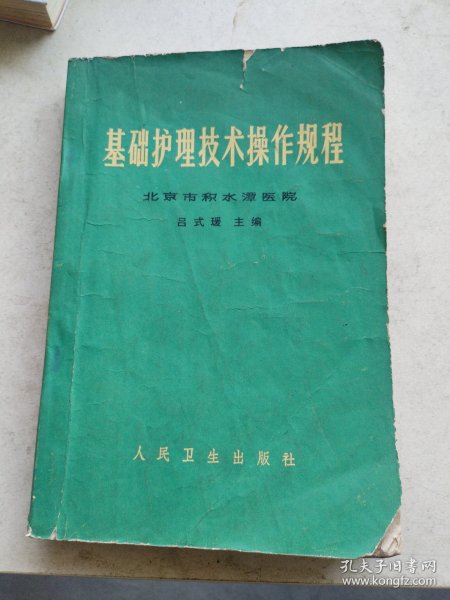 基础护理技术操作规程
北京市积水潭医院
吕式瑗 主编
人民卫生出版社
孔夫子旧书网
www.kongfz.com